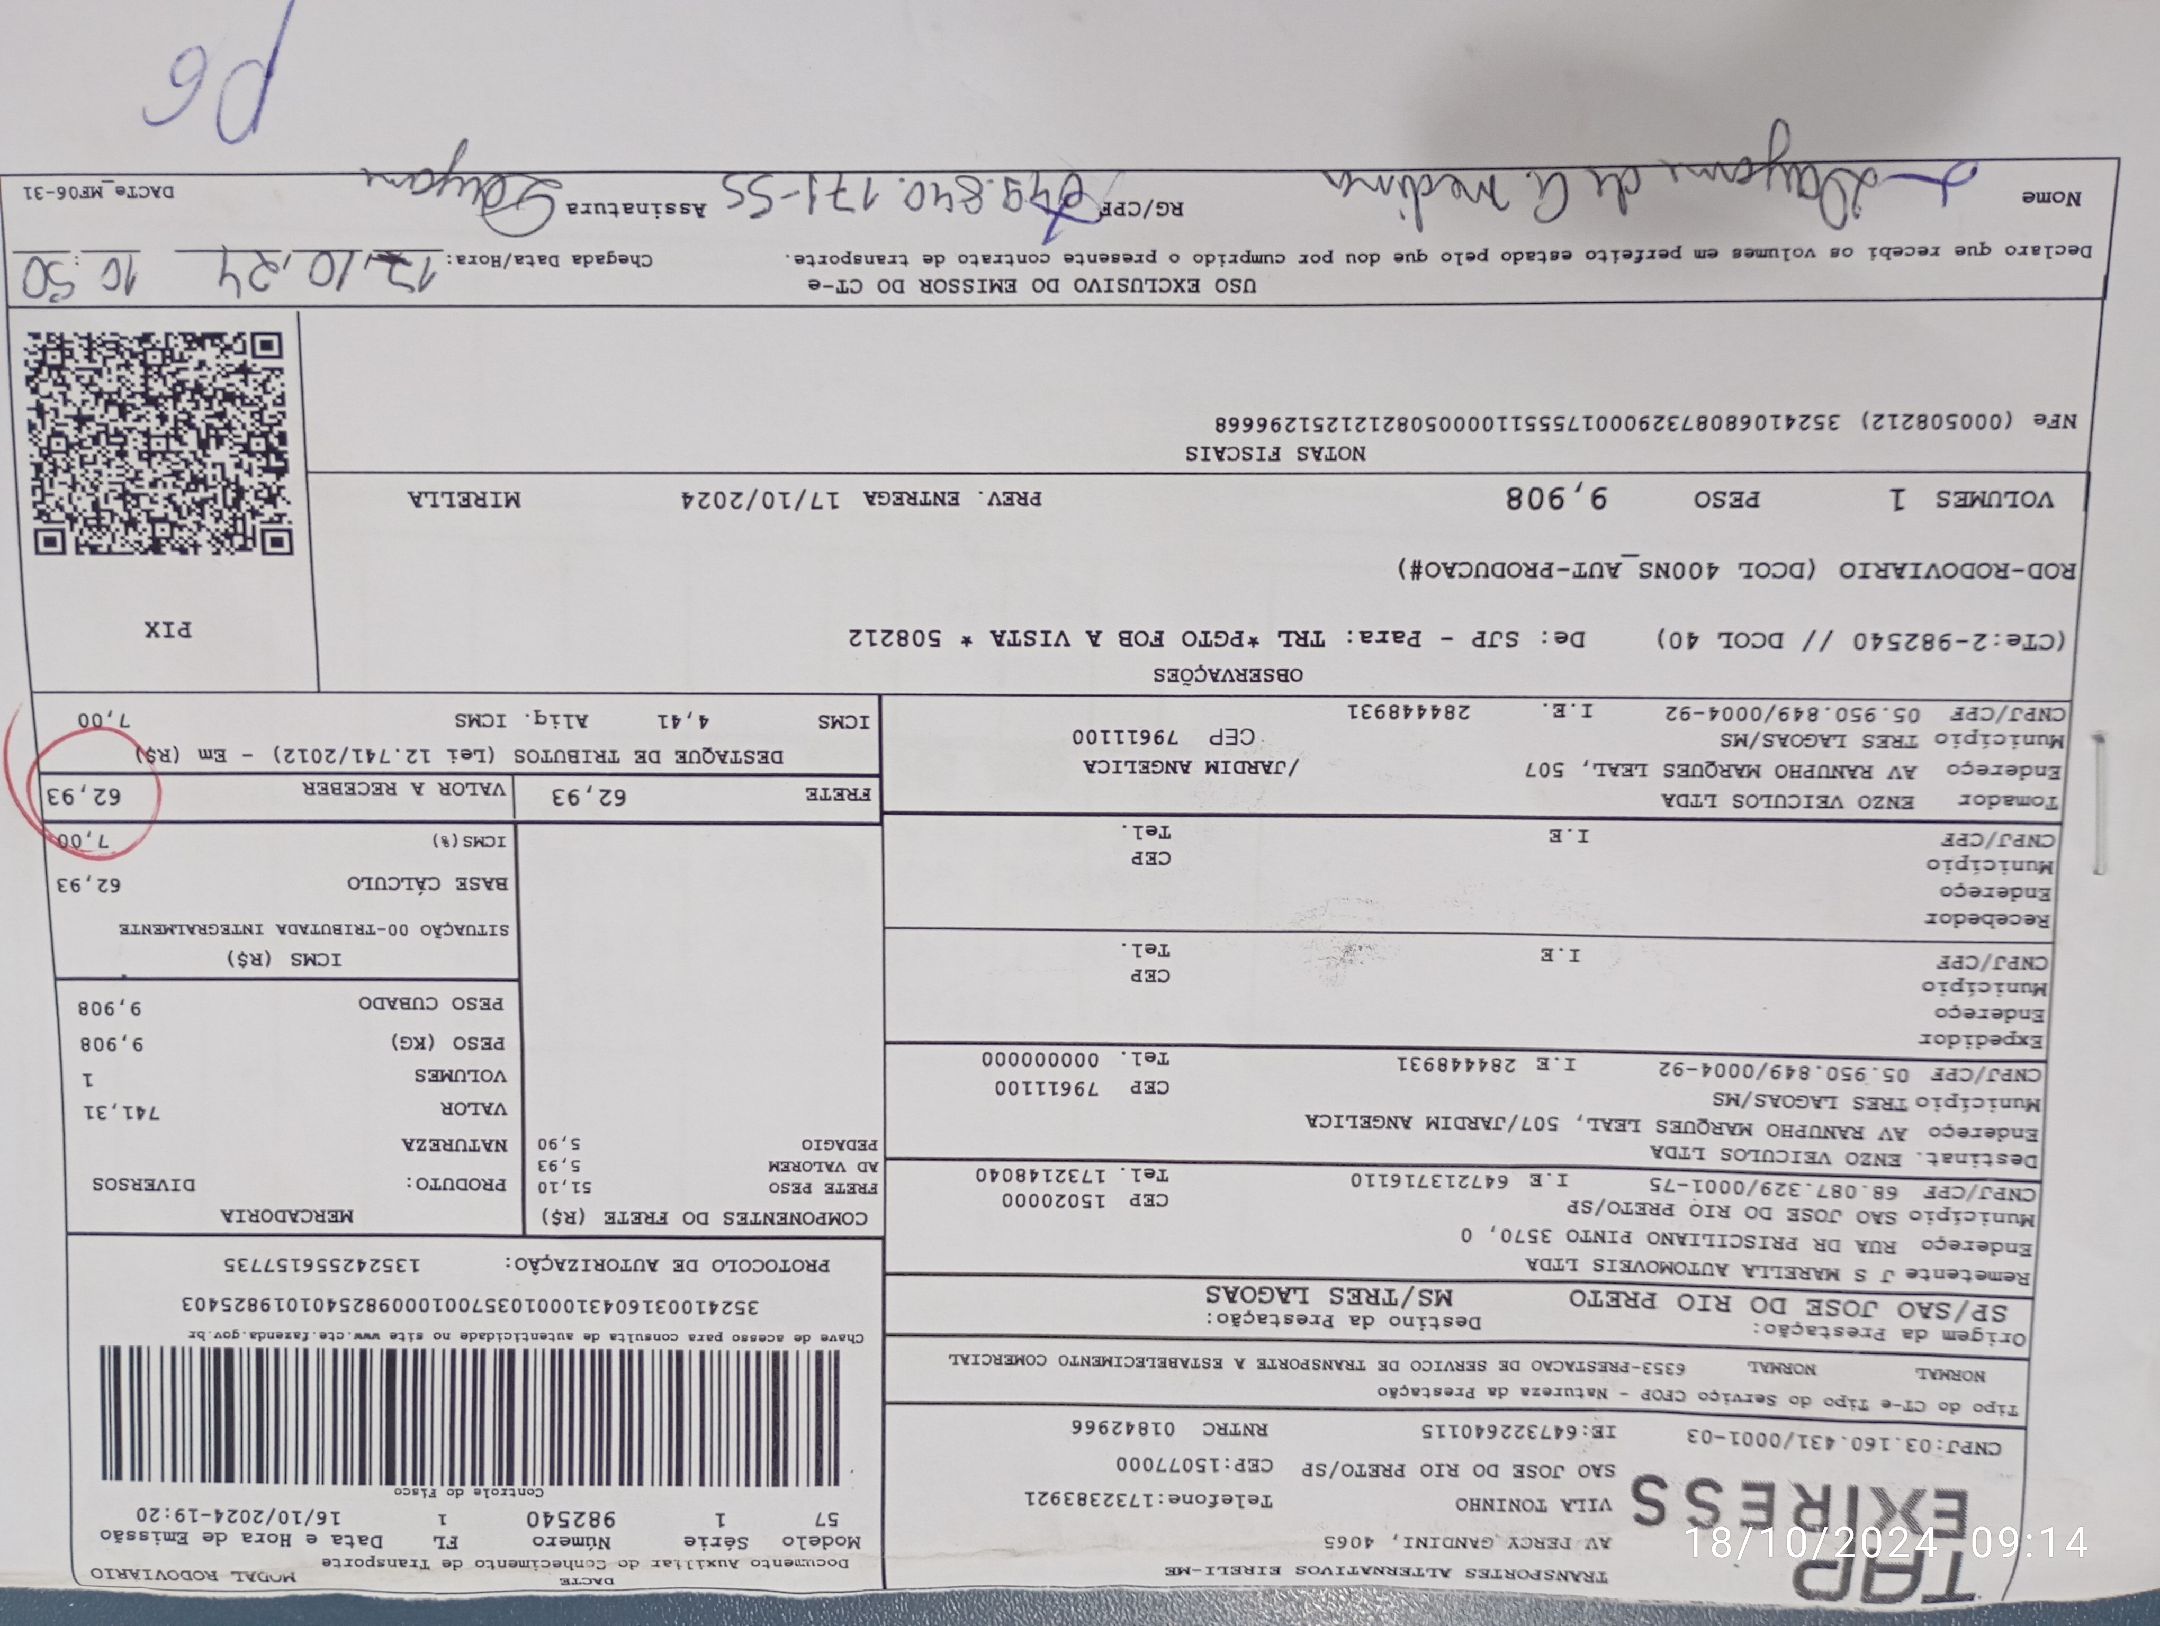 TAP
EXIRESS
TRANSPORTES ALTERNATIVOS EIRELI-ME
AV PERCY GANDINI, 4065
VILA TONINHO Telefone:1732383921
SAO JOSE DO RIO PRETO/SP CEP:15077000
CNPJ:03.160.431/0001-03 IE:647322640115 RNTRC 01842966
Tipo do CT-e Tipo do Serviço CFOP - Natureza da Prestação
NORMAL NORMAL 6353-PRESTACAO DE SERVICO DE TRANSPORTE A ESTABELECIMENTO COMERCIAL
Origem da Prestação: Destino da Prestação:
SP/SAO JOSE DO RIO PRETO MS/TRES LAGOAS
Remetente J S MARELLA AUTOMOVEIS LTDA
Endereço RUA DR PRISCILIANO PINTO 3570, 0
Município SAO JOSE DO RIO PRETO/SP CEP 15020000
CNPJ/CPF 68.087.329/0001-75 I.E 647213716110 Tel. 1732148040
Destinat. ENZO VEICULOS LTDA
Endereço AV RANUPHO MARQUES LEAL, 507/JARDIM ANGELICA
Município TRES LAGOAS/MS CEP 79611100
CNPJ/CPF 05.950.849/0004-92 I.E 28448931 Tel. 00000000
Expedidor
Endereço
Município CEP
CNPJ/CPF I.E Tel.
Recebedor
Endereço
Município CEP
CNPJ/CPF I.E Tel.
Tomador ENZO VEICULOS LTDA
Endereço AV RANUPHO MARQUES LEAL, 507 /JARDIM ANGELICA
Município TRES LAGOAS/MS CEP 79611100
CNPJ/CPF 05.950.849/0004-92 I.E. 28448931
DACTE MODAL RODOVIARIO
Documento Auxiliar do Conhecimento de Transporte
Modelo Série Número FL Data e Hora de Emissão
57 1 982540 1 16/10/2024-19:20
Controle do Fisco
Chave de acesso para consulta de autenticidade no site www.cte.fazenda.gov.br
35241003160431000103570010009825401019825403
PROTOCOLO DE AUTORIZAÇÃO: 135242556157735
COMPONENTES DO FRETE (R$)
FRETE PESO 51,10
AD VALOREM 5,93
PEDAGIO 5,90
MERCADORIA
PRODUTO: DIVERSOS
NATUREZA
VALOR 741,31
VOLUMES 1
PESO (KG) 9,908
PESO CUBADO 9,908
ICMS (R$)
SITUAÇÃO 00-TRIBUTADA INTEGRALMENTE
BASE CÁLCULO 62,93
ICMS(%) 7,00
FRETE 62,93 VALOR A RECEBER 62,93
DESTAQUE DE TRIBUTOS (Lei 12.741/2012) - Em (R$)
ICMS 4,41 Aliq. ICMS 7,00
OBSERVAÇÕES
(CTe:2-982540 // DCOL 40) De: SJP - Para: TRL *PGTO FOB A VISTA * 508212
ROD-RODOVIARIO (DCOL 400NS_AUT-PRODUCAO#)
PIX
VOLUMES 1 PESO 9,908 PREV. ENTREGA 17/10/2024 MIRELLA
NOTAS FISCAIS
NFe (000508212) 35241068087329000175551100005082121251296668
USO EXCLUSIVO DO EMISSOR DO CT-e
Declaro que recebi os volumes em perfeito estado pelo que dou por cumprido o presente contrato de transporte. Chegada Data/Hora: 17,10,24 10:50
Nome Dayane de A. Medina RG/CPF 049.840.171-55 Assinatura Dayane DACTe_MF06-31
18/10/2024 09:14